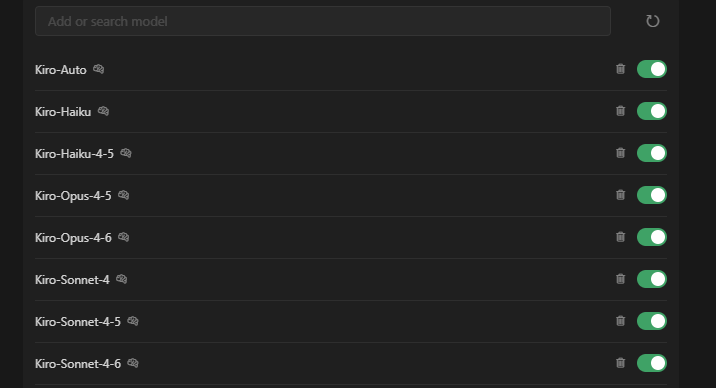 Add or search model
Kiro-Auto
Kiro-Haiku
Kiro-Haiku-4-5
Kiro-Opus-4-5
Kiro-Opus-4-6
Kiro-Sonnet-4
Kiro-Sonnet-4-5
Kiro-Sonnet-4-6